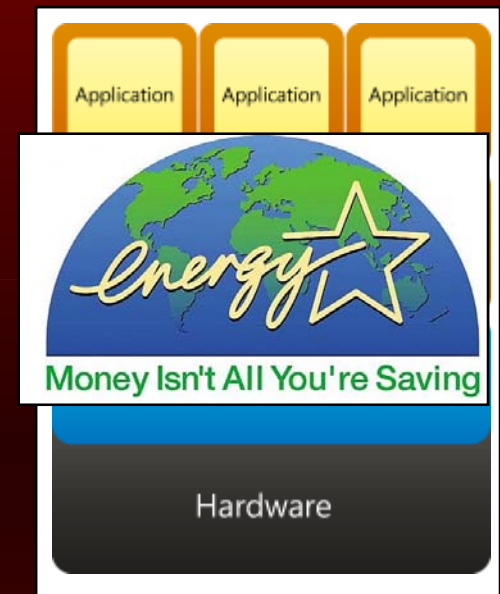 Application Application Application
energy
Money Isn't All You're Saving
Hardware